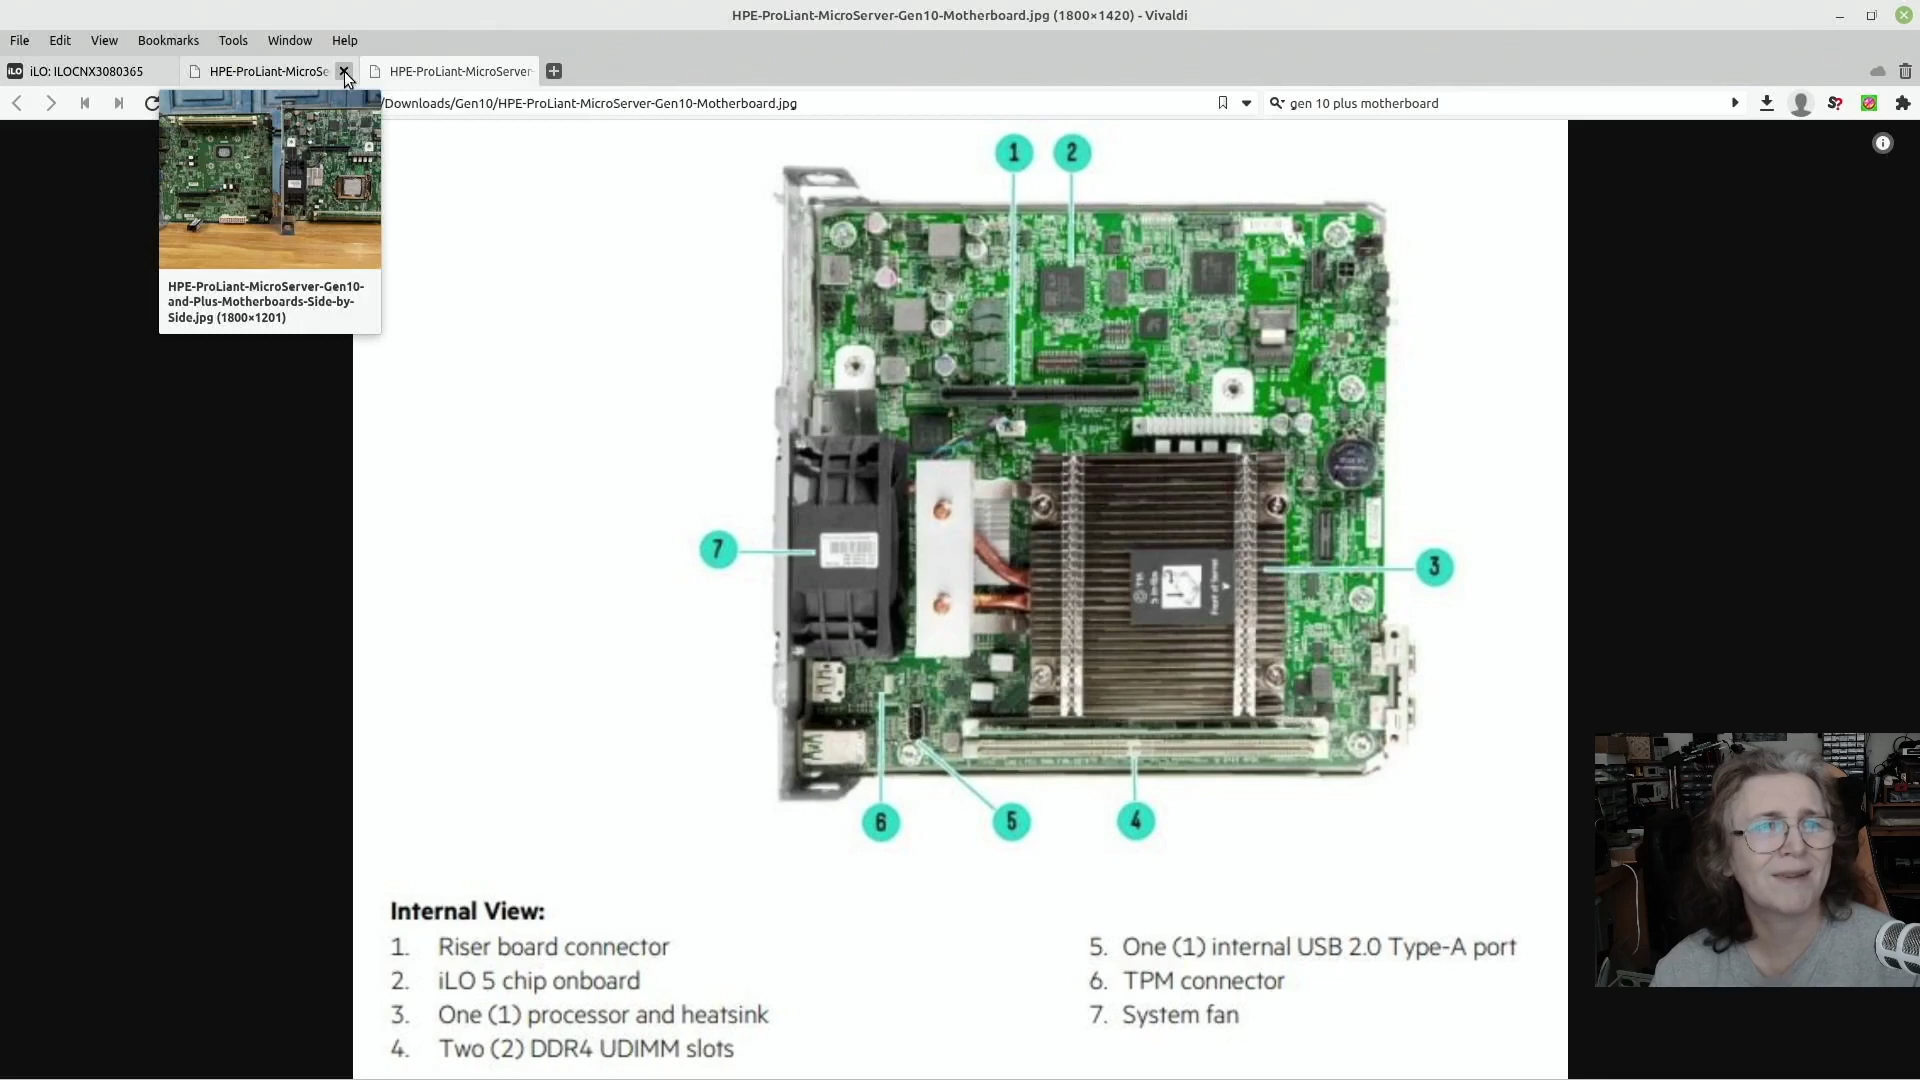 HPE-ProLiant-MicroServer-Gen10-Motherboard.jpg (1800×1420) - Vivaldi
File Edit View Bookmarks Tools Window Help
iLO iLO: ILOCNX3080365 HPE-ProLiant-MicroSe HPE-ProLiant-MicroServer-
/Downloads/Gen10/HPE-ProLiant-MicroServer-Gen10-Motherboard.jpg gen 10 plus motherboard
HPE-ProLiant-MicroServer-Gen10-
and-Plus-Motherboards-Side-by-
Side.jpg (1800×1201)
1 2
7
3
6 5 4
Internal View:
1. Riser board connector
2. iLO 5 chip onboard
3. One (1) processor and heatsink
4. Two (2) DDR4 UDIMM slots
5. One (1) internal USB 2.0 Type-A port
6. TPM connector
7. System fan